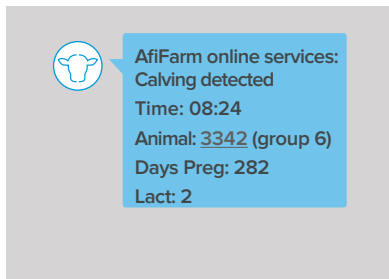 AfiFarm online services:
Calving detected
Time: 08:24
Animal: 3342 (group 6)
Days Preg: 282
Lact: 2